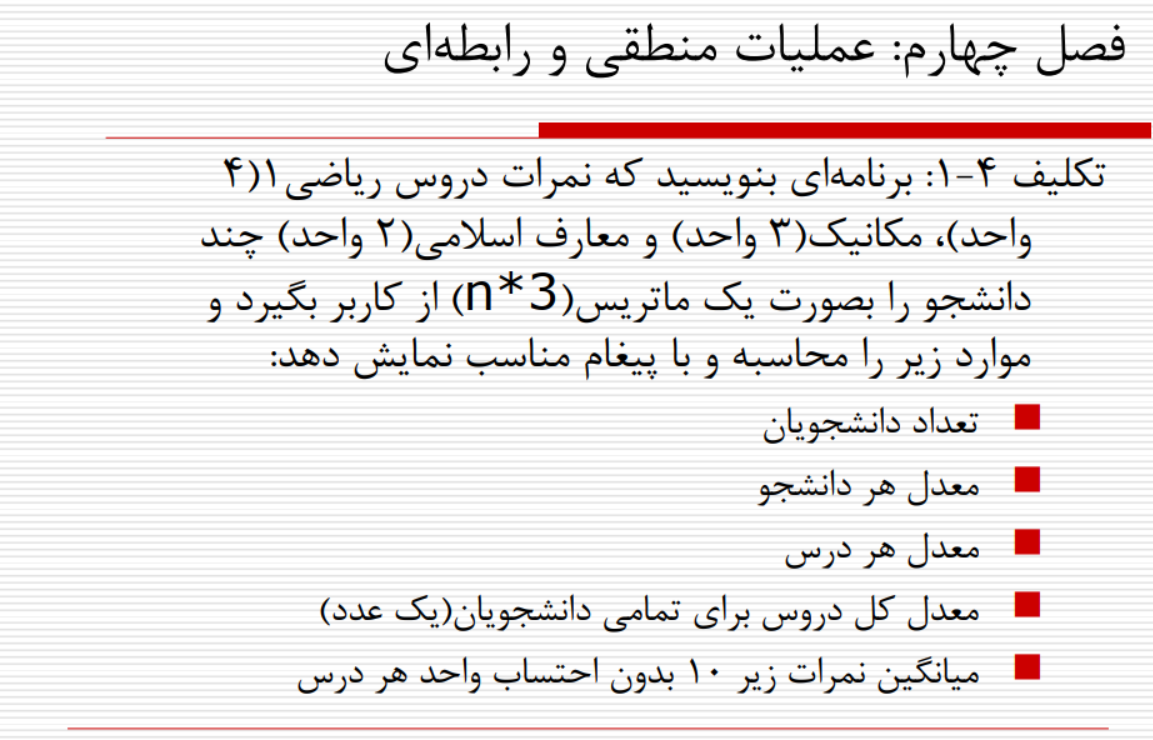 فصل چهارم: عملیات منطقی و رابطه‌ای
تکلیف ۴-۱: برنامه‌ای بنویسید که نمرات دروس ریاضی۱(۴
واحد)، مکانیک(۳ واحد) و معارف اسلامی(۲ واحد) چند
دانشجو را بصورت یک ماتریس(n*3) از کاربر بگیرد و
موارد زیر را محاسبه و با پیغام مناسب نمایش دهد:
تعداد دانشجویان
معدل هر دانشجو
معدل هر درس
معدل کل دروس برای تمامی دانشجویان(یک عدد)
میانگین نمرات زیر ۱۰ بدون احتساب واحد هر درس